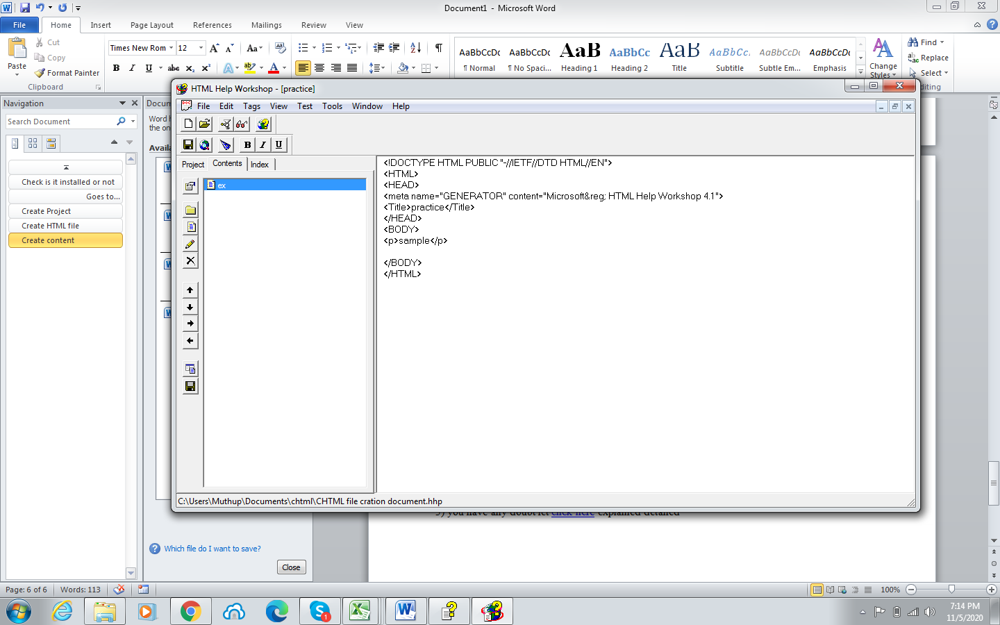 Document1 - Microsoft Word
File Home Insert Page Layout References Mailings Review View
Paste
Cut
Copy
Format Painter
Clipboard
Times New Rom 12
B I U abc x₂ x²
AaBbCcDc AaBbCcDc AaBbC AaBbCc AaB AaBbCc. AaBbCcDc AaBbCcDc
¶ Normal ¶ No Spaci... Heading 1 Heading 2 Title Subtitle Subtle Em... Emphasis
Change
Styles
Find
Replace
Select
Navigation
Search Document
Check is it installed or not
Goes to...
Create Project
Create HTML file
Create content
Docum
Word h
the on
Availa
HTML Help Workshop - [practice]
File Edit Tags View Test Tools Window Help
B I U
Project Contents Index
ex
<!DOCTYPE HTML PUBLIC "-//IETF//DTD HTML//EN">
<HTML>
<HEAD>
<meta name="GENERATOR" content="Microsoft&reg; HTML Help Workshop 4.1">
<Title>practice</Title>
</HEAD>
<BODY>
<p>sample</p>
</BODY>
</HTML>
C:\Users\Muthup\Documents\chtml\CHTML file cration document.hhp
you have any doubt let click here explained detailed
Which file do I want to save?
Close
Page: 6 of 6 Words: 113
100%
7:14 PM
11/5/2020